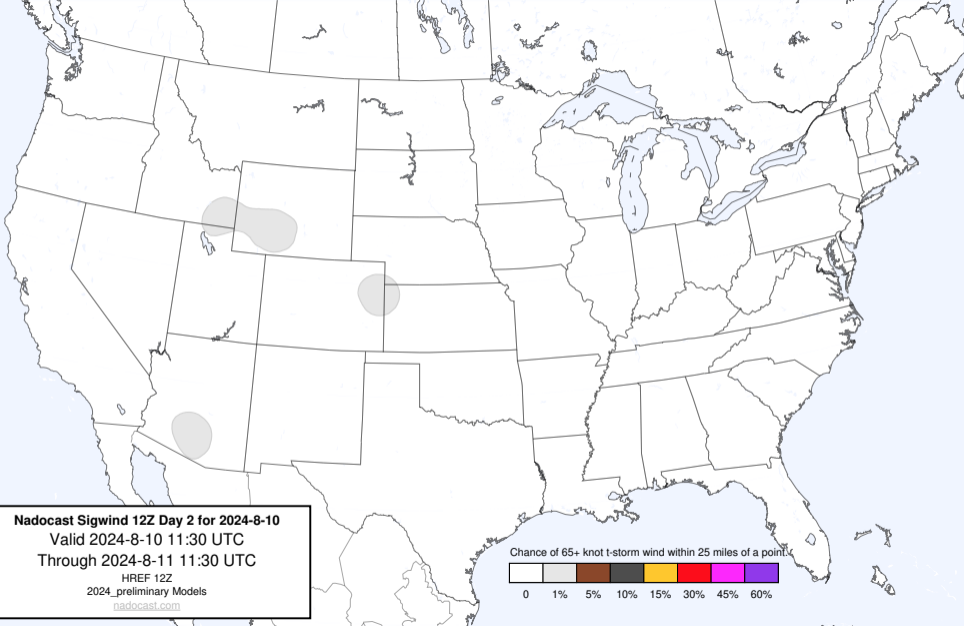 Nadocast Sigwind 12Z Day 2 for 2024-8-10
Valid 2024-8-10 11:30 UTC
Through 2024-8-11 11:30 UTC
HREF 12Z
2024_preliminary Models
nadocast.com
Chance of 65+ knot t-storm wind within 25 miles of a point.
0 1% 5% 10% 15% 30% 45% 60%